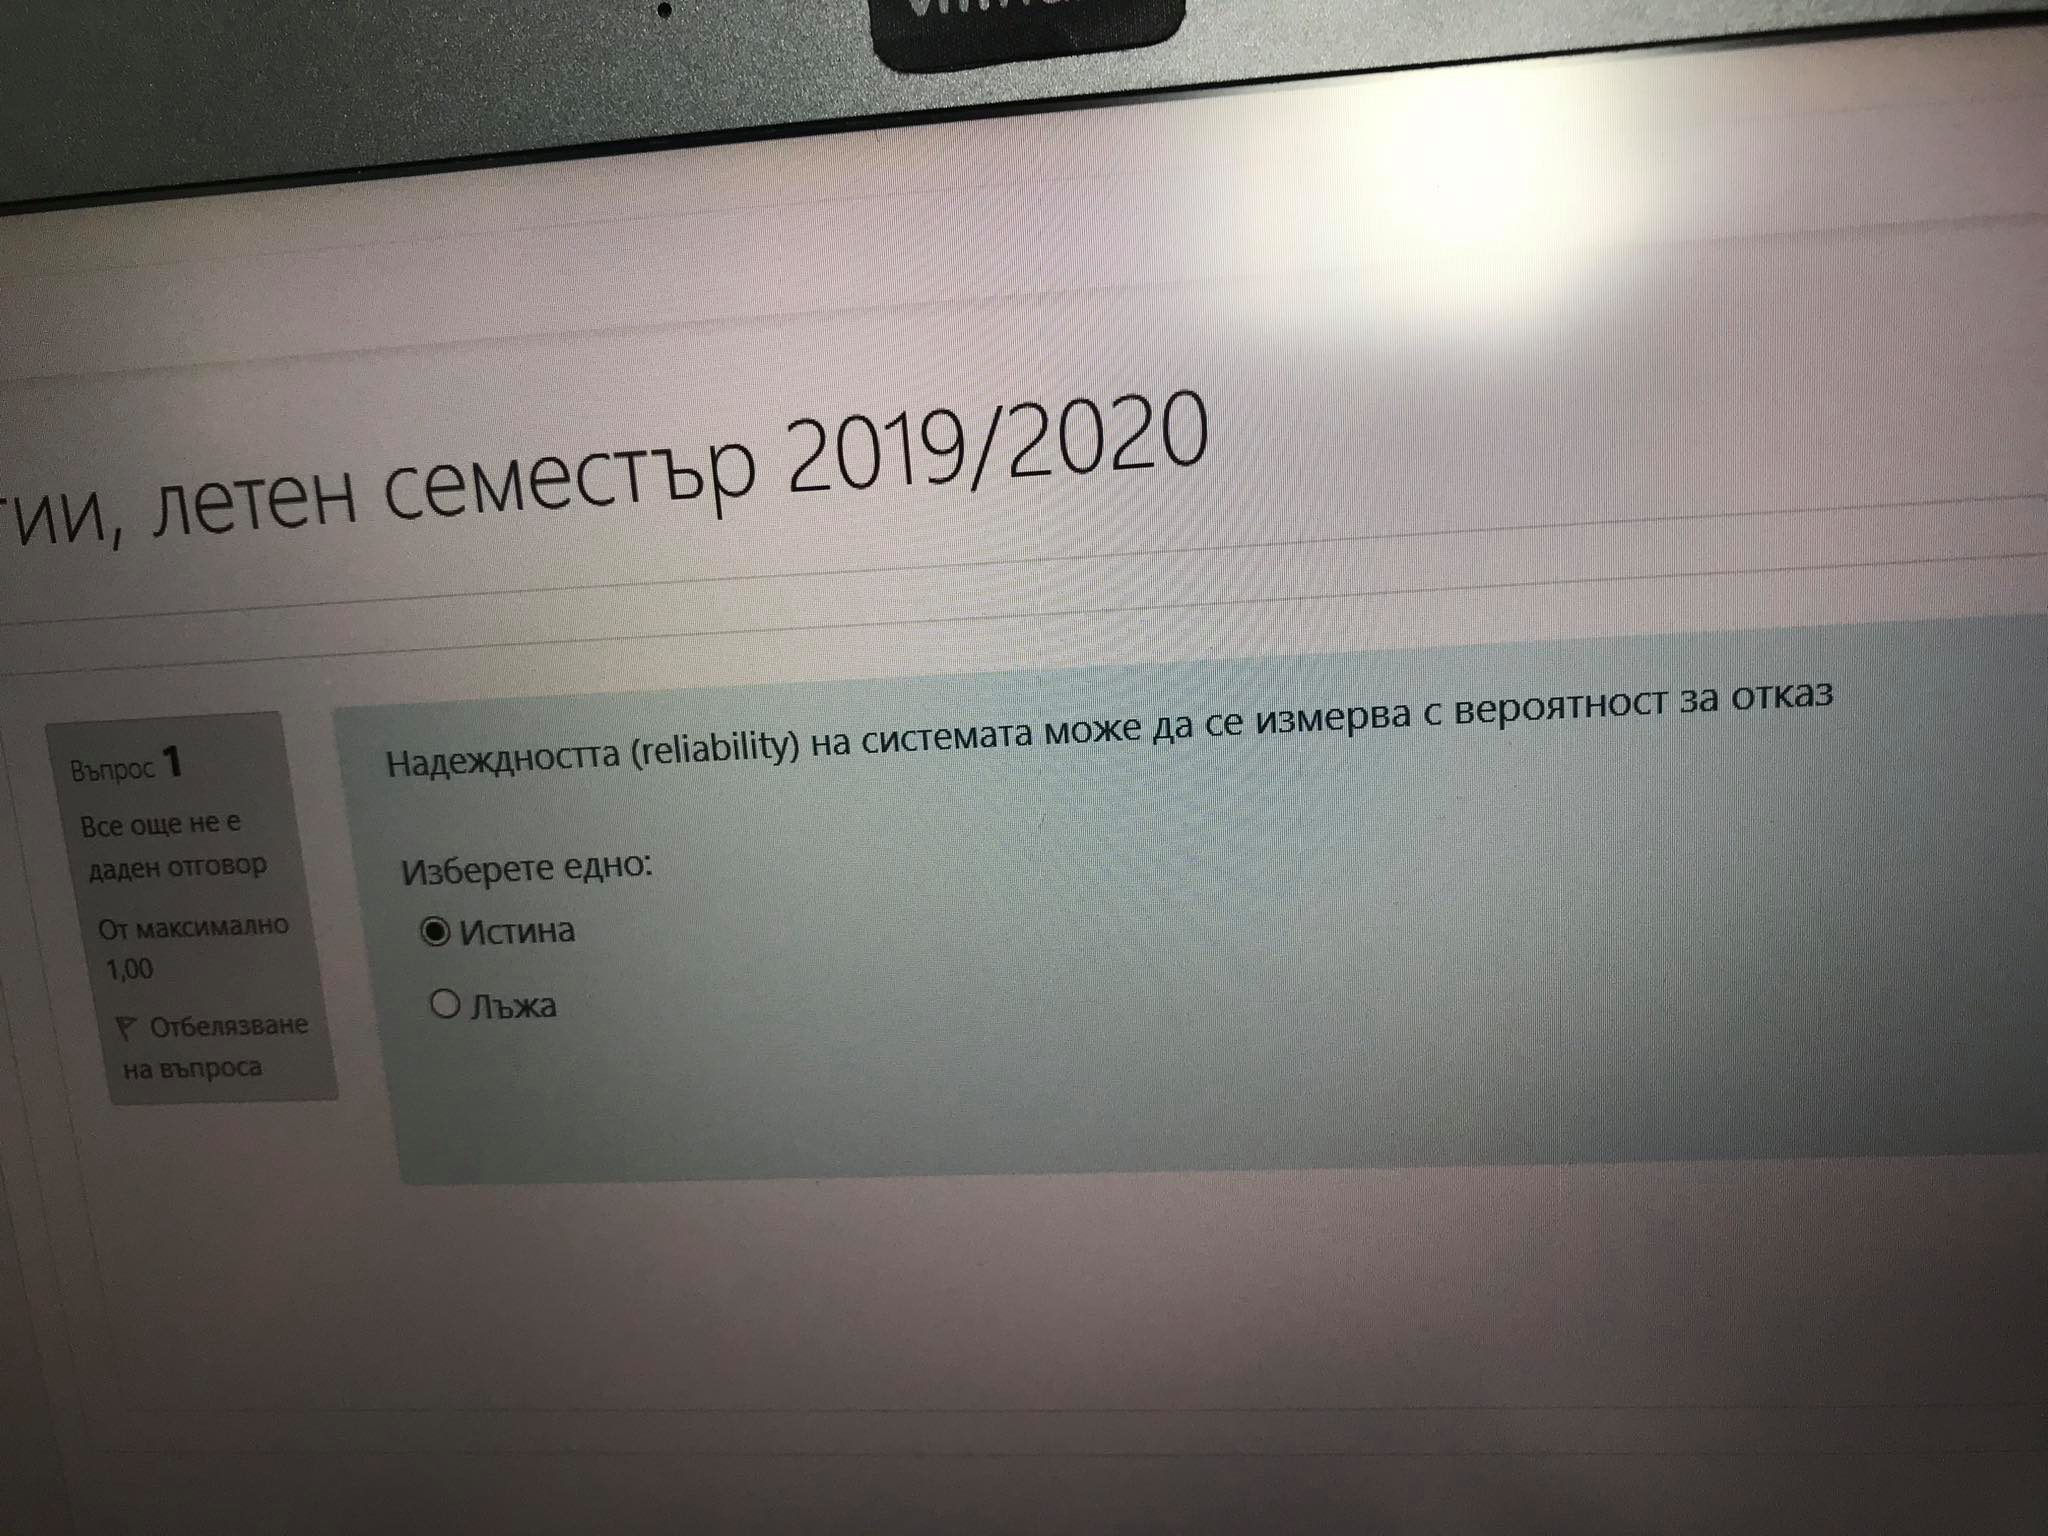 гии, летен семестър 2019/2020
Въпрос 1
Все още не е
даден отговор
От максимално
1,00
Отбелязване
на въпроса
Надеждността (reliability) на системата може да се измерва с вероятност за отказ
Изберете едно:
Истина
Лъжа